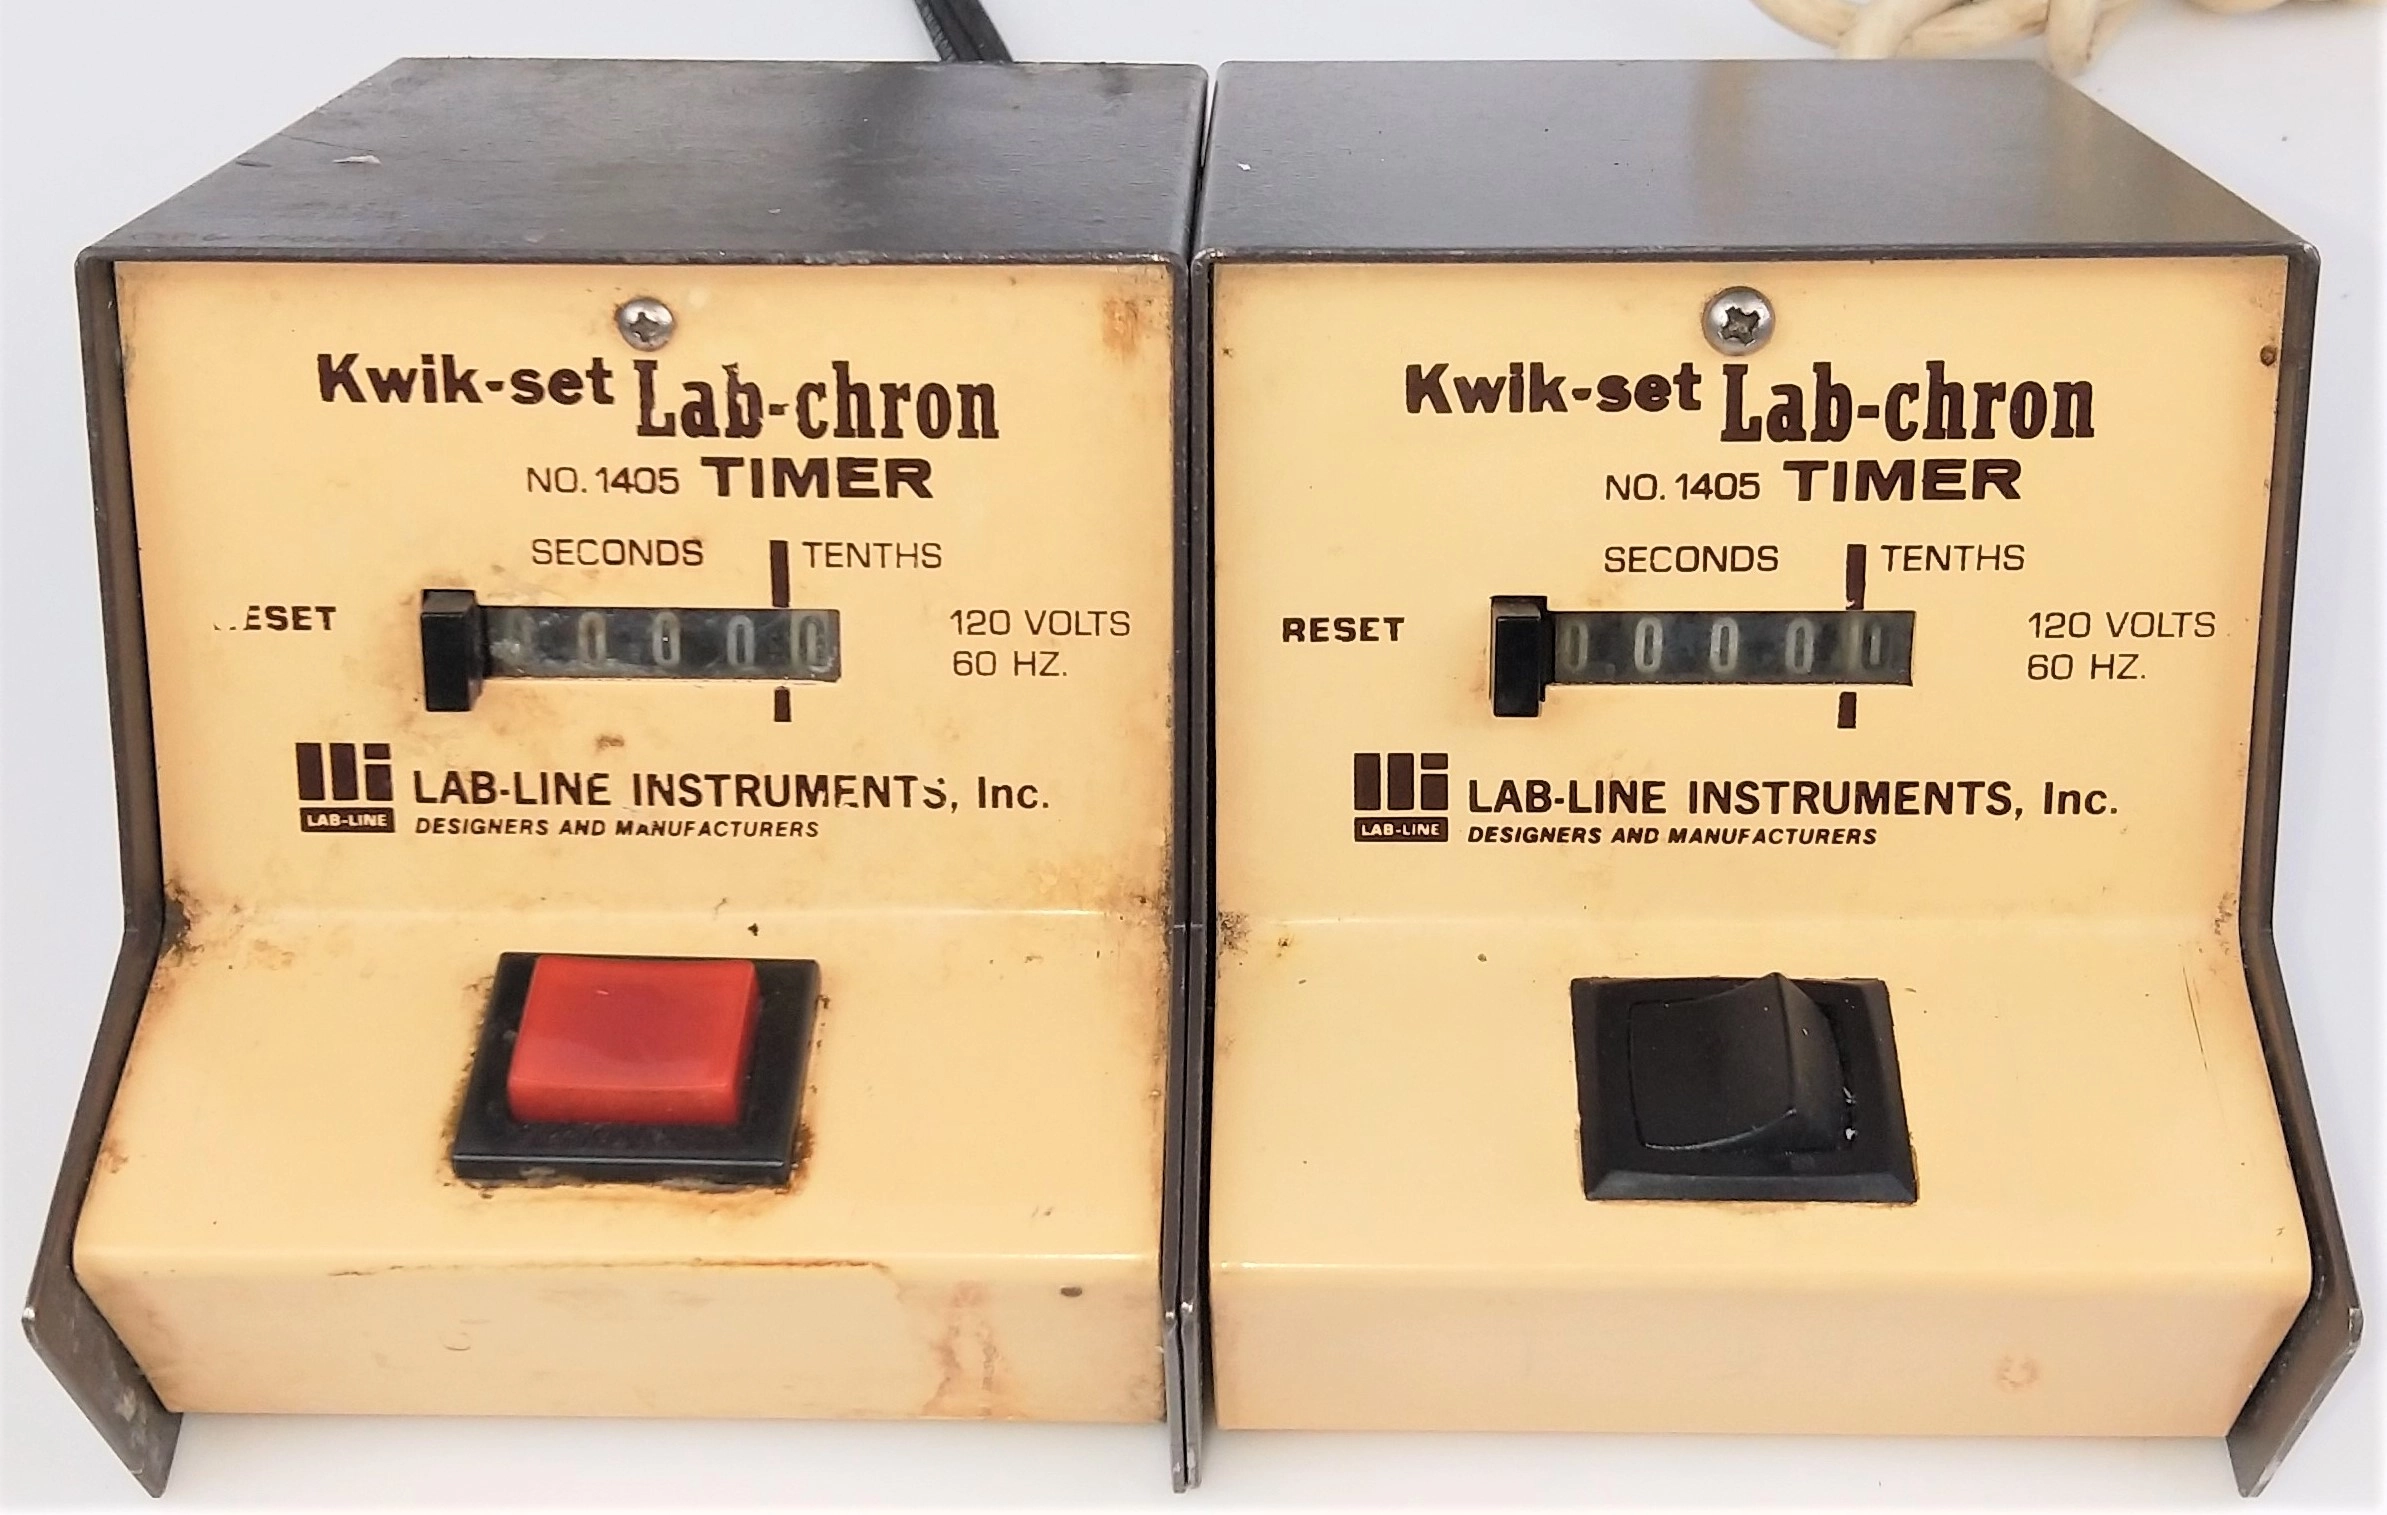 Kwik-set Lab-chron
NO. 1405 TIMER
SECONDS TENTHS
ESET
0 0 0 0 0
120 VOLTS
60 HZ.
LAB-LINE
LAB-LINE INSTRUMENTS, Inc.
DESIGNERS AND MANUFACTURERS
Kwik-set Lab-chron
NO. 1405 TIMER
SECONDS TENTHS
RESET
0 0 0 0 0
120 VOLTS
60 HZ.
LAB-LINE
LAB-LINE INSTRUMENTS, Inc.
DESIGNERS AND MANUFACTURERS